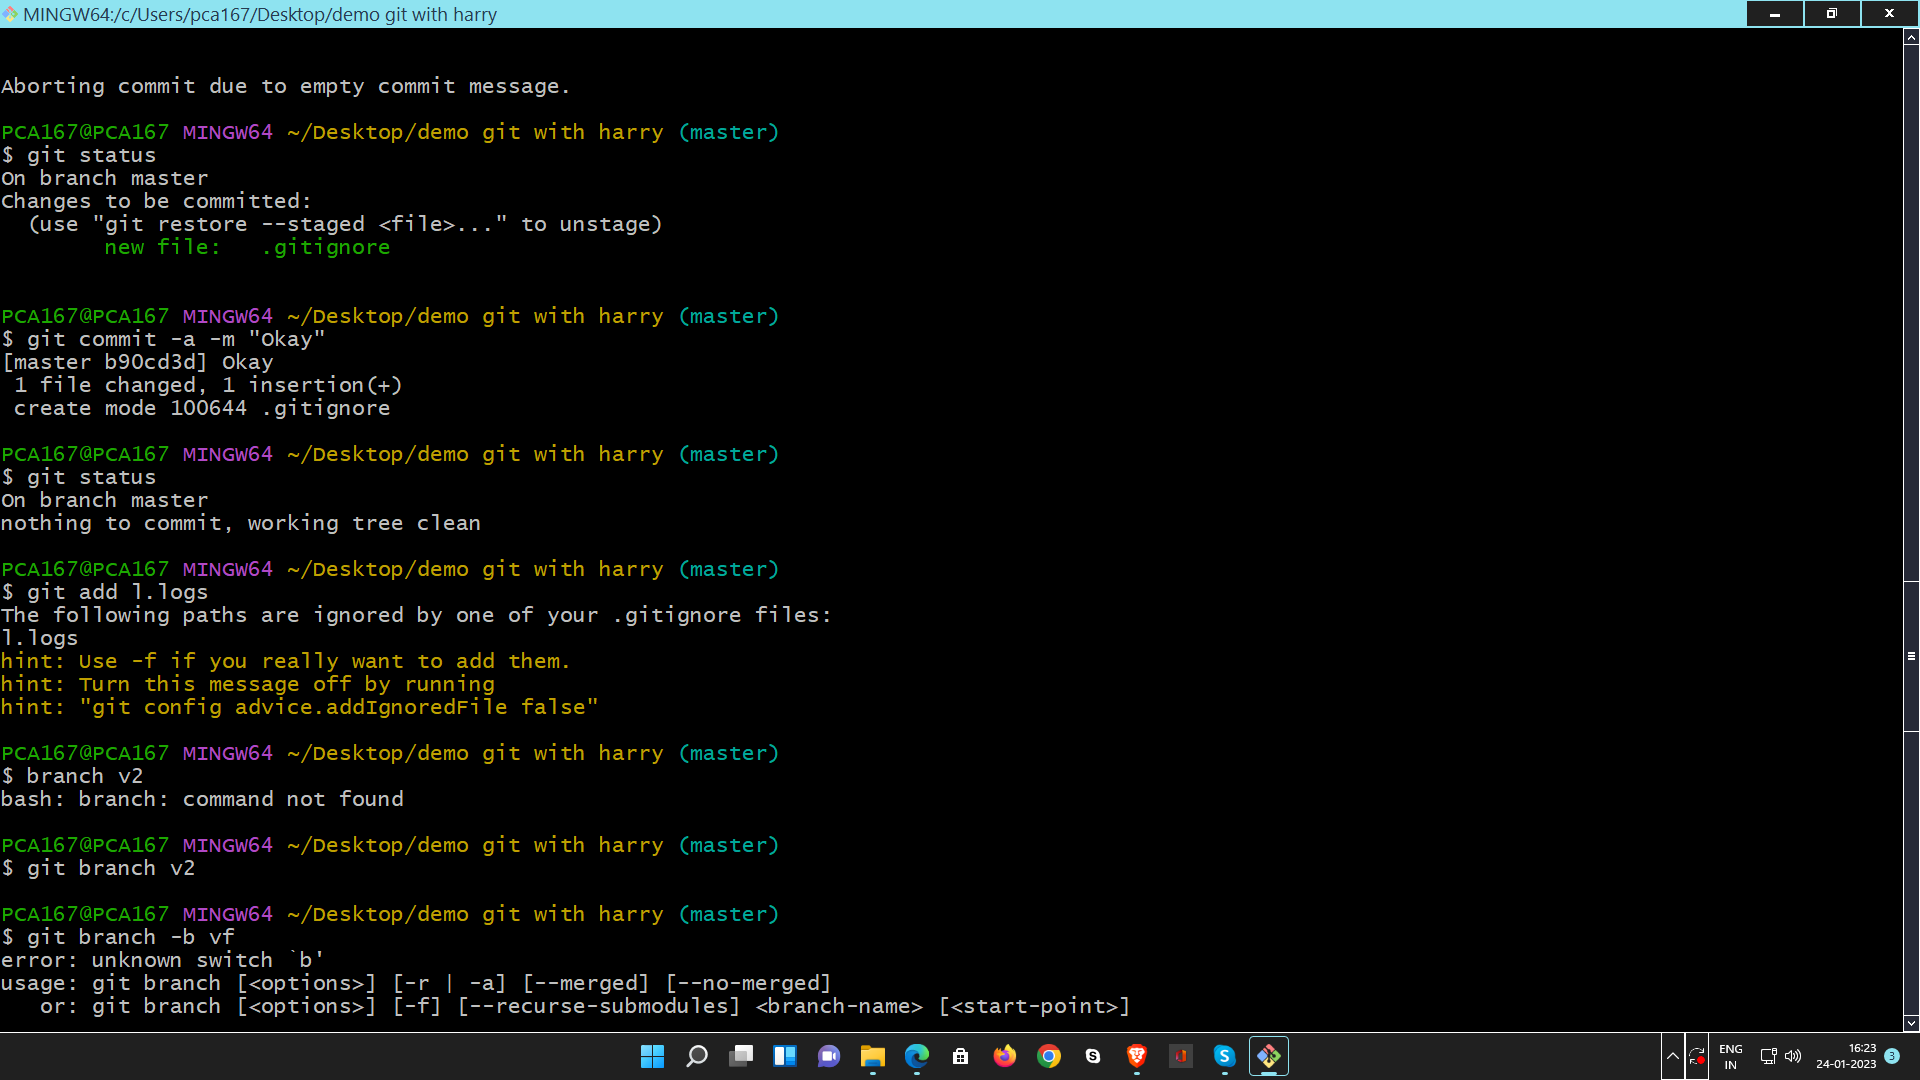 MINGW64:/c/Users/pca167/Desktop/demo git with harry
Aborting commit due to empty commit message.
PCA167@PCA167 MINGW64 ~/Desktop/demo git with harry (master)
$ git status
On branch master
Changes to be committed:
  (use "git restore --staged <file>..." to unstage)
        new file:   .gitignore
PCA167@PCA167 MINGW64 ~/Desktop/demo git with harry (master)
$ git commit -a -m "Okay"
[master b90cd3d] Okay
 1 file changed, 1 insertion(+)
 create mode 100644 .gitignore
PCA167@PCA167 MINGW64 ~/Desktop/demo git with harry (master)
$ git status
On branch master
nothing to commit, working tree clean
PCA167@PCA167 MINGW64 ~/Desktop/demo git with harry (master)
$ git add l.logs
The following paths are ignored by one of your .gitignore files:
l.logs
hint: Use -f if you really want to add them.
hint: Turn this message off by running
hint: "git config advice.addIgnoredFile false"
PCA167@PCA167 MINGW64 ~/Desktop/demo git with harry (master)
$ branch v2
bash: branch: command not found
PCA167@PCA167 MINGW64 ~/Desktop/demo git with harry (master)
$ git branch v2
PCA167@PCA167 MINGW64 ~/Desktop/demo git with harry (master)
$ git branch -b vf
error: unknown switch `b'
usage: git branch [<options>] [-r | -a] [--merged] [--no-merged]
   or: git branch [<options>] [-f] [--recurse-submodules] <branch-name> [<start-point>]
ENG
IN
16:23
24-01-2023
3